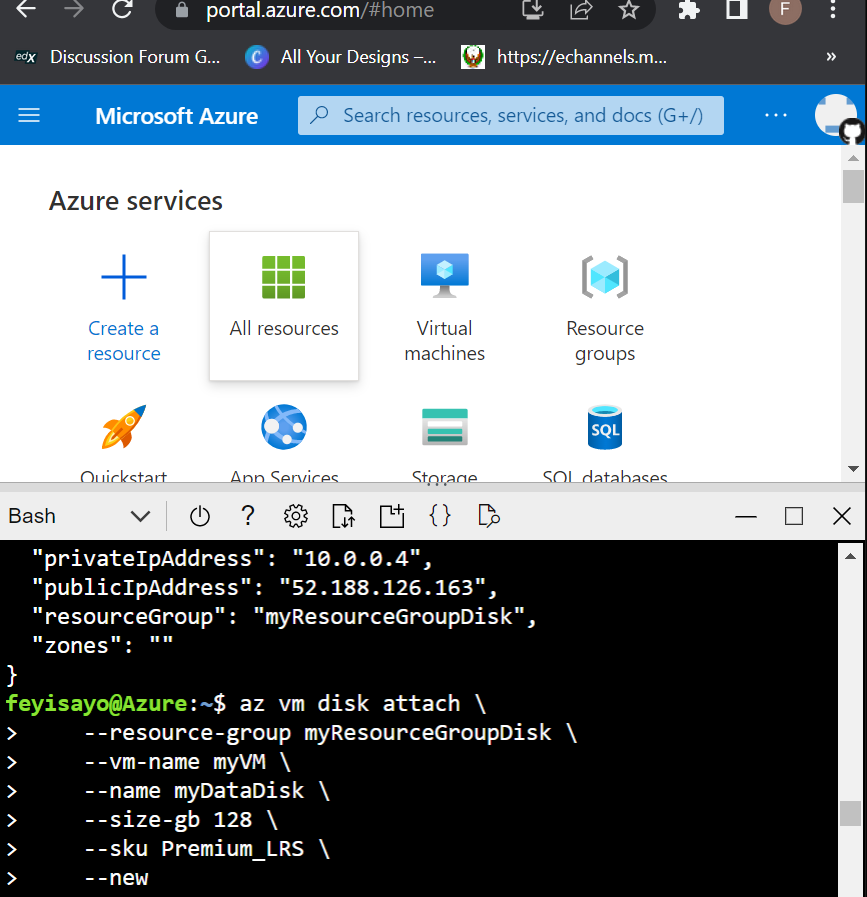 portal.azure.com/#home
F
edX Discussion Forum G... C All Your Designs –... https://echannels.m... »
Microsoft Azure Search resources, services, and docs (G+/) ...
Azure services
Create a resource
All resources
Virtual machines
Resource groups
Quickstart
App Services
Storage
SQL
SQL databases
Bash ? {}
"privateIpAddress": "10.0.0.4",
"publicIpAddress": "52.188.126.163",
"resourceGroup": "myResourceGroupDisk",
"zones": ""
}
feyisayo@Azure:~$ az vm disk attach \
> --resource-group myResourceGroupDisk \
> --vm-name myVM \
> --name myDataDisk \
> --size-gb 128 \
> --sku Premium_LRS \
> --new